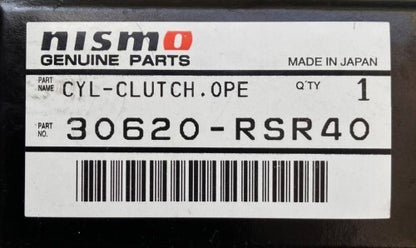 nismo
GENUINE PARTS
MADE IN JAPAN
PART NAME CYL-CLUTCH.OPE Q'TY 1
PART NO. 30620-RSR40